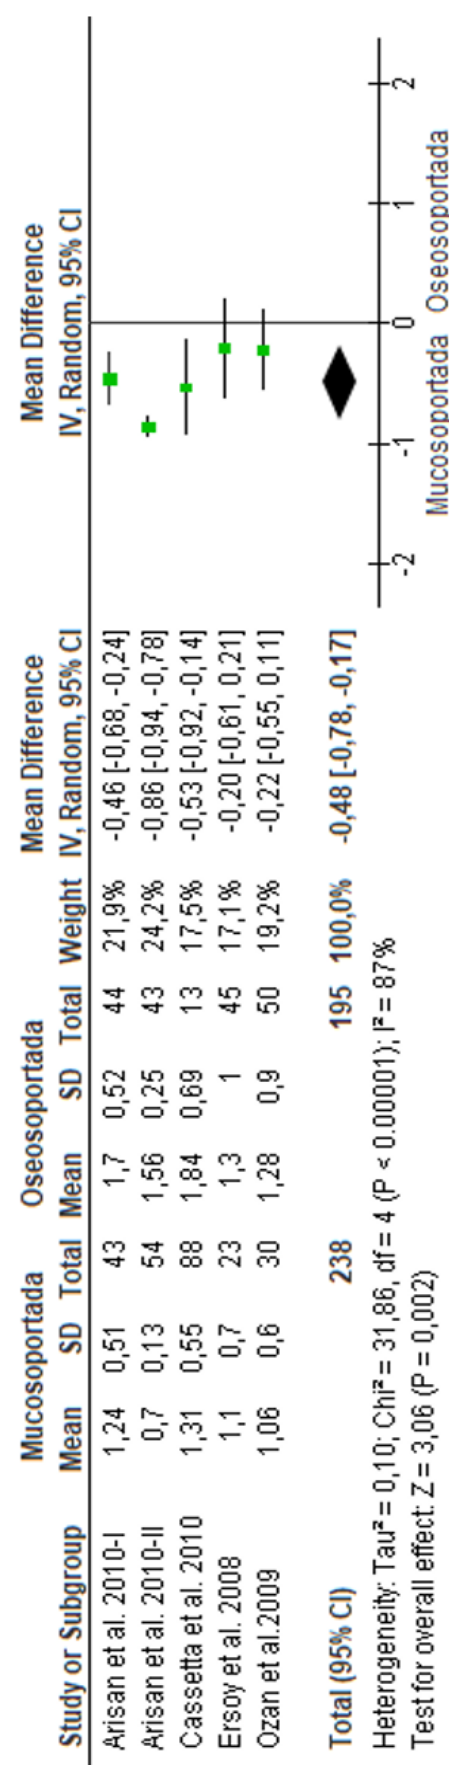 Mucosoportada Oseosoportada Mean Difference Mean Difference
Study or Subgroup Mean SD Total Mean SD Total Weight IV, Random, 95% CI IV, Random, 95% CI
Arisan et al. 2010-I 1,24 0,51 43 1,7 0,52 44 21,9% -0,46 [-0,68, -0,24]
Arisan et al. 2010-II 0,7 0,13 54 1,56 0,25 43 24,2% -0,86 [-0,94, -0,78]
Cassetta et al. 2010 1,31 0,55 88 1,84 0,69 13 17,5% -0,53 [-0,92, -0,14]
Ersoy et al. 2008 1,1 0,7 23 1,3 1 45 17,1% -0,20 [-0,61, 0,21]
Ozan et al.2009 1,06 0,6 30 1,28 0,9 50 19,2% -0,22 [-0,55, 0,11]
Total (95% CI) 238 195 100,0% -0,48 [-0,78, -0,17]
Heterogeneity: Tau² = 0,10; Chi² = 31,86, df = 4 (P < 0.00001); I² = 87%
Test for overall effect: Z = 3,06 (P = 0,002)
-2 -1 0 1 2
Mucosoportada Oseosoportada